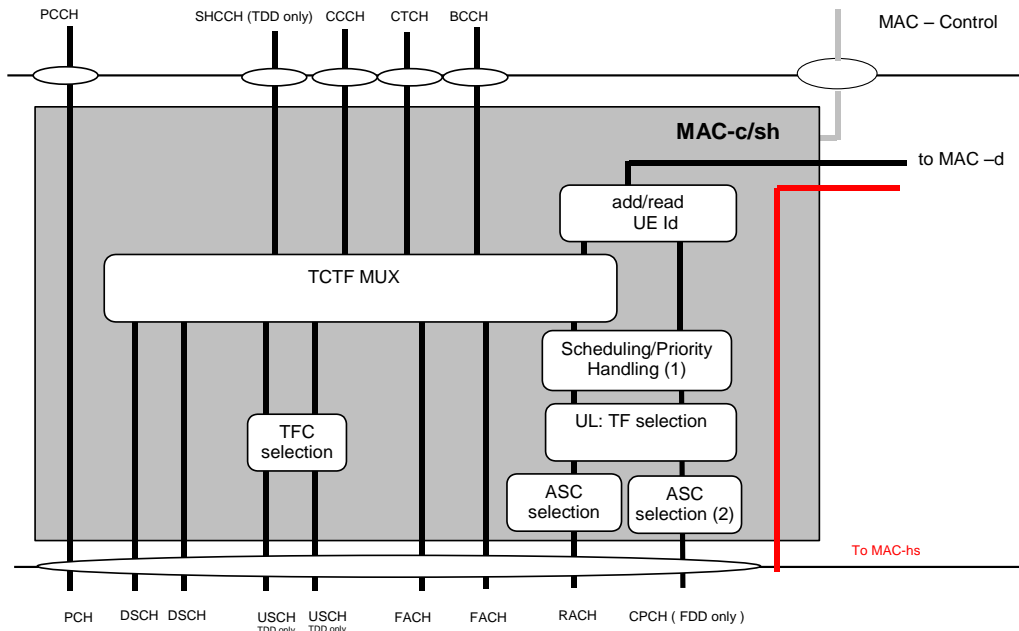 PCCH
SHCCH (TDD only)
CCCH
CTCH
BCCH
MAC – Control
MAC-c/sh
to MAC –d
add/read
UE Id
TCTF MUX
Scheduling/Priority
Handling (1)
UL: TF selection
TFC
selection
ASC
selection
ASC
selection (2)
To MAC-hs
PCH
DSCH
DSCH
USCH
TDD only
USCH
TDD only
FACH
FACH
RACH
CPCH ( FDD only )